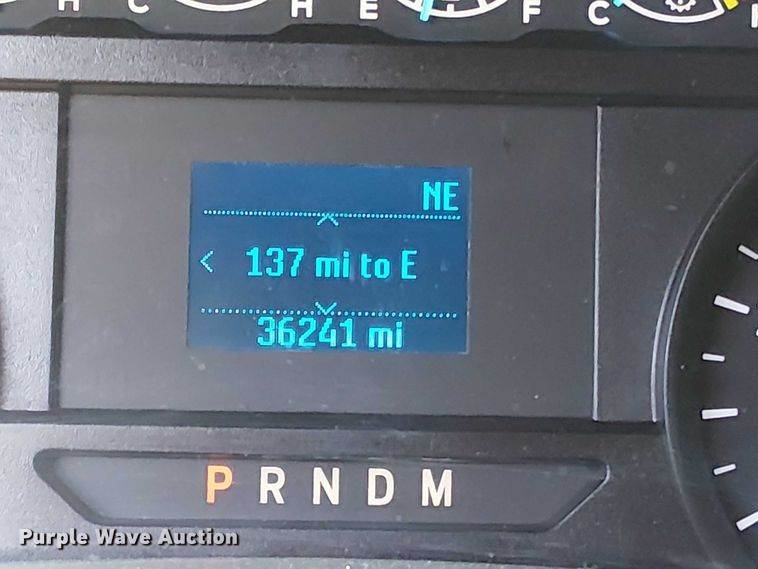 H C H E F C H
NE
137 mi to E
36241 mi
P R N D M
Purple Wave Auction